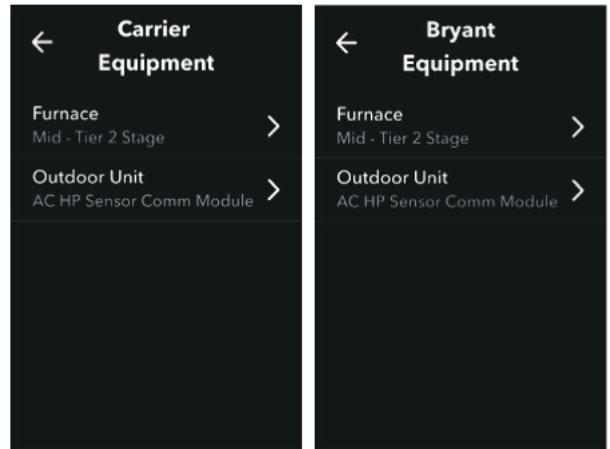 Carrier
Equipment
Furnace
Mid - Tier 2 Stage
Outdoor Unit
AC HP Sensor Comm Module
Bryant
Equipment
Furnace
Mid - Tier 2 Stage
Outdoor Unit
AC HP Sensor Comm Module